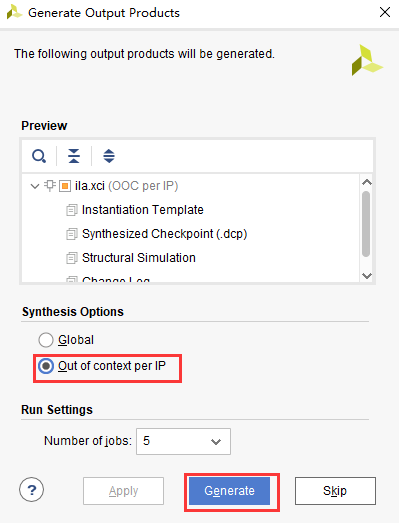 Generate Output Products
The following output products will be generated.
Preview
ila.xci (OOC per IP)
Instantiation Template
Synthesized Checkpoint (.dcp)
Structural Simulation
Change Log
Synthesis Options
Global
Out of context per IP
Run Settings
Number of jobs: 5
? Apply Generate Skip